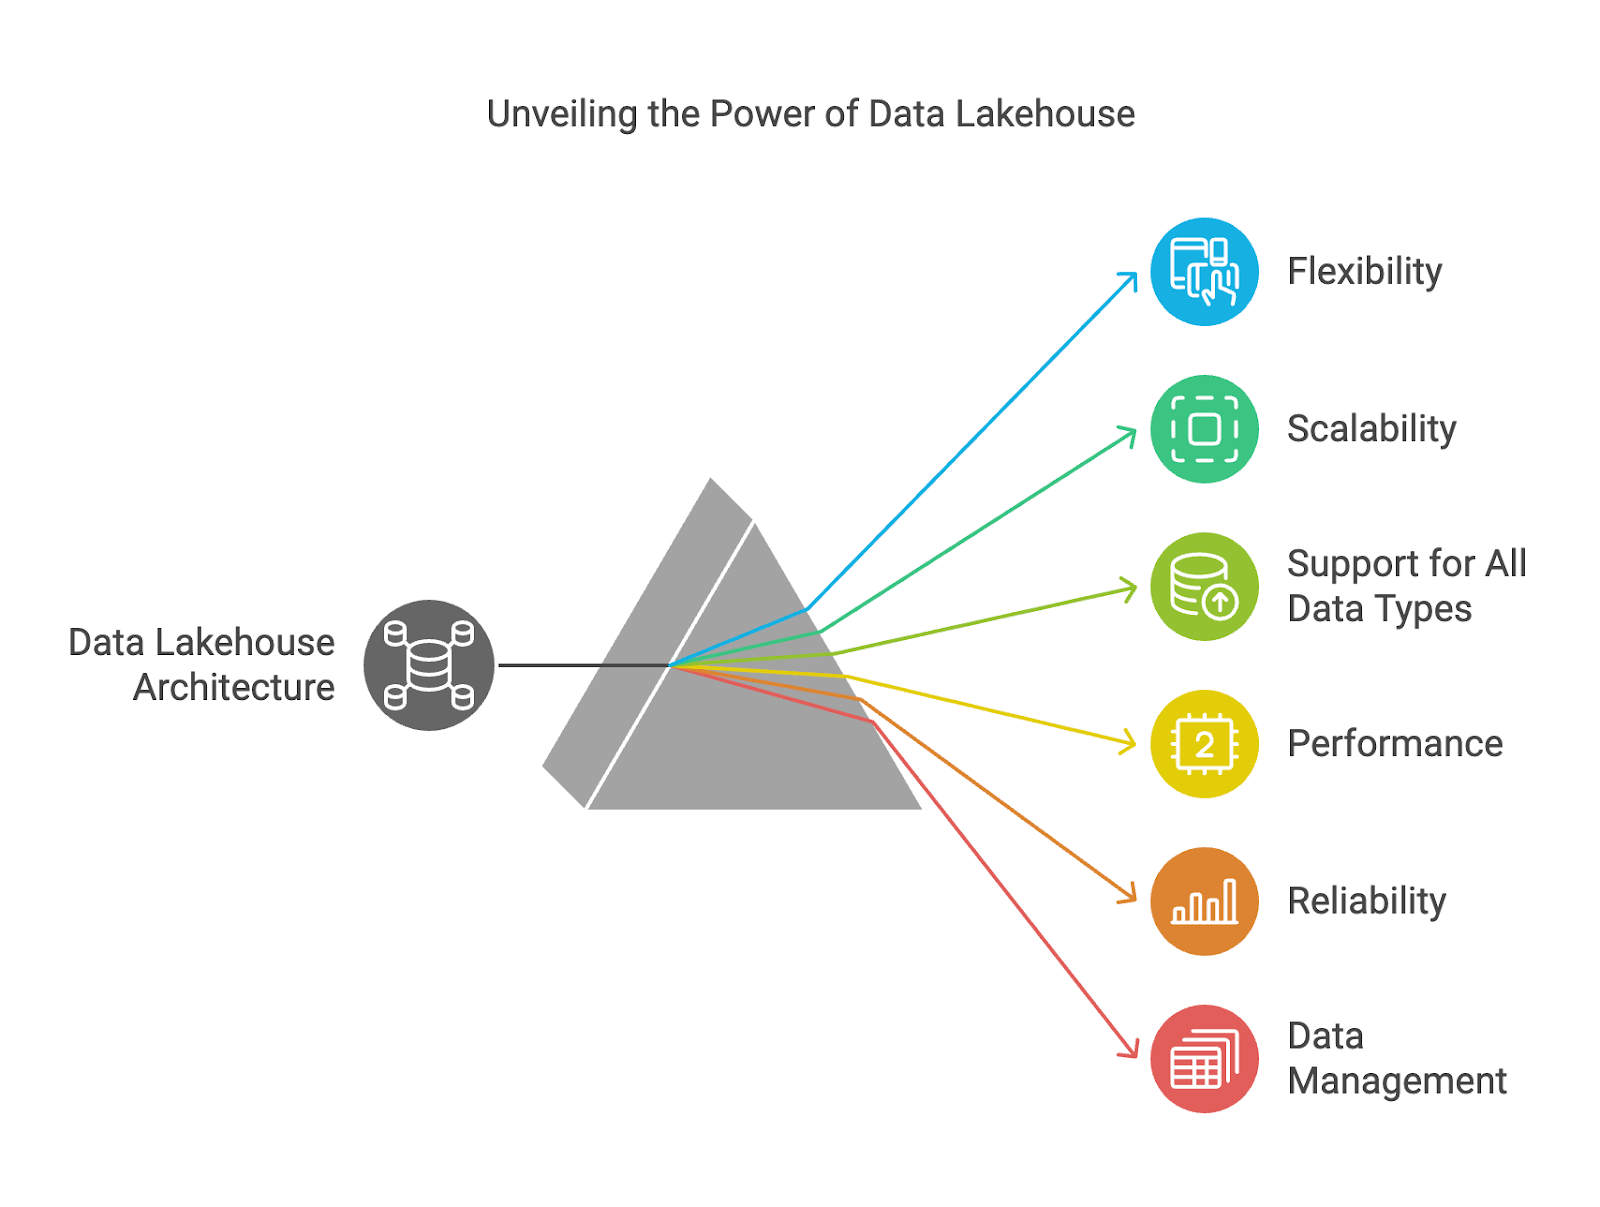 Unveiling the Power of Data Lakehouse
Data Lakehouse
Architecture
Flexibility
Scalability
Support for All
Data Types
2
Performance
Reliability
Data
Management